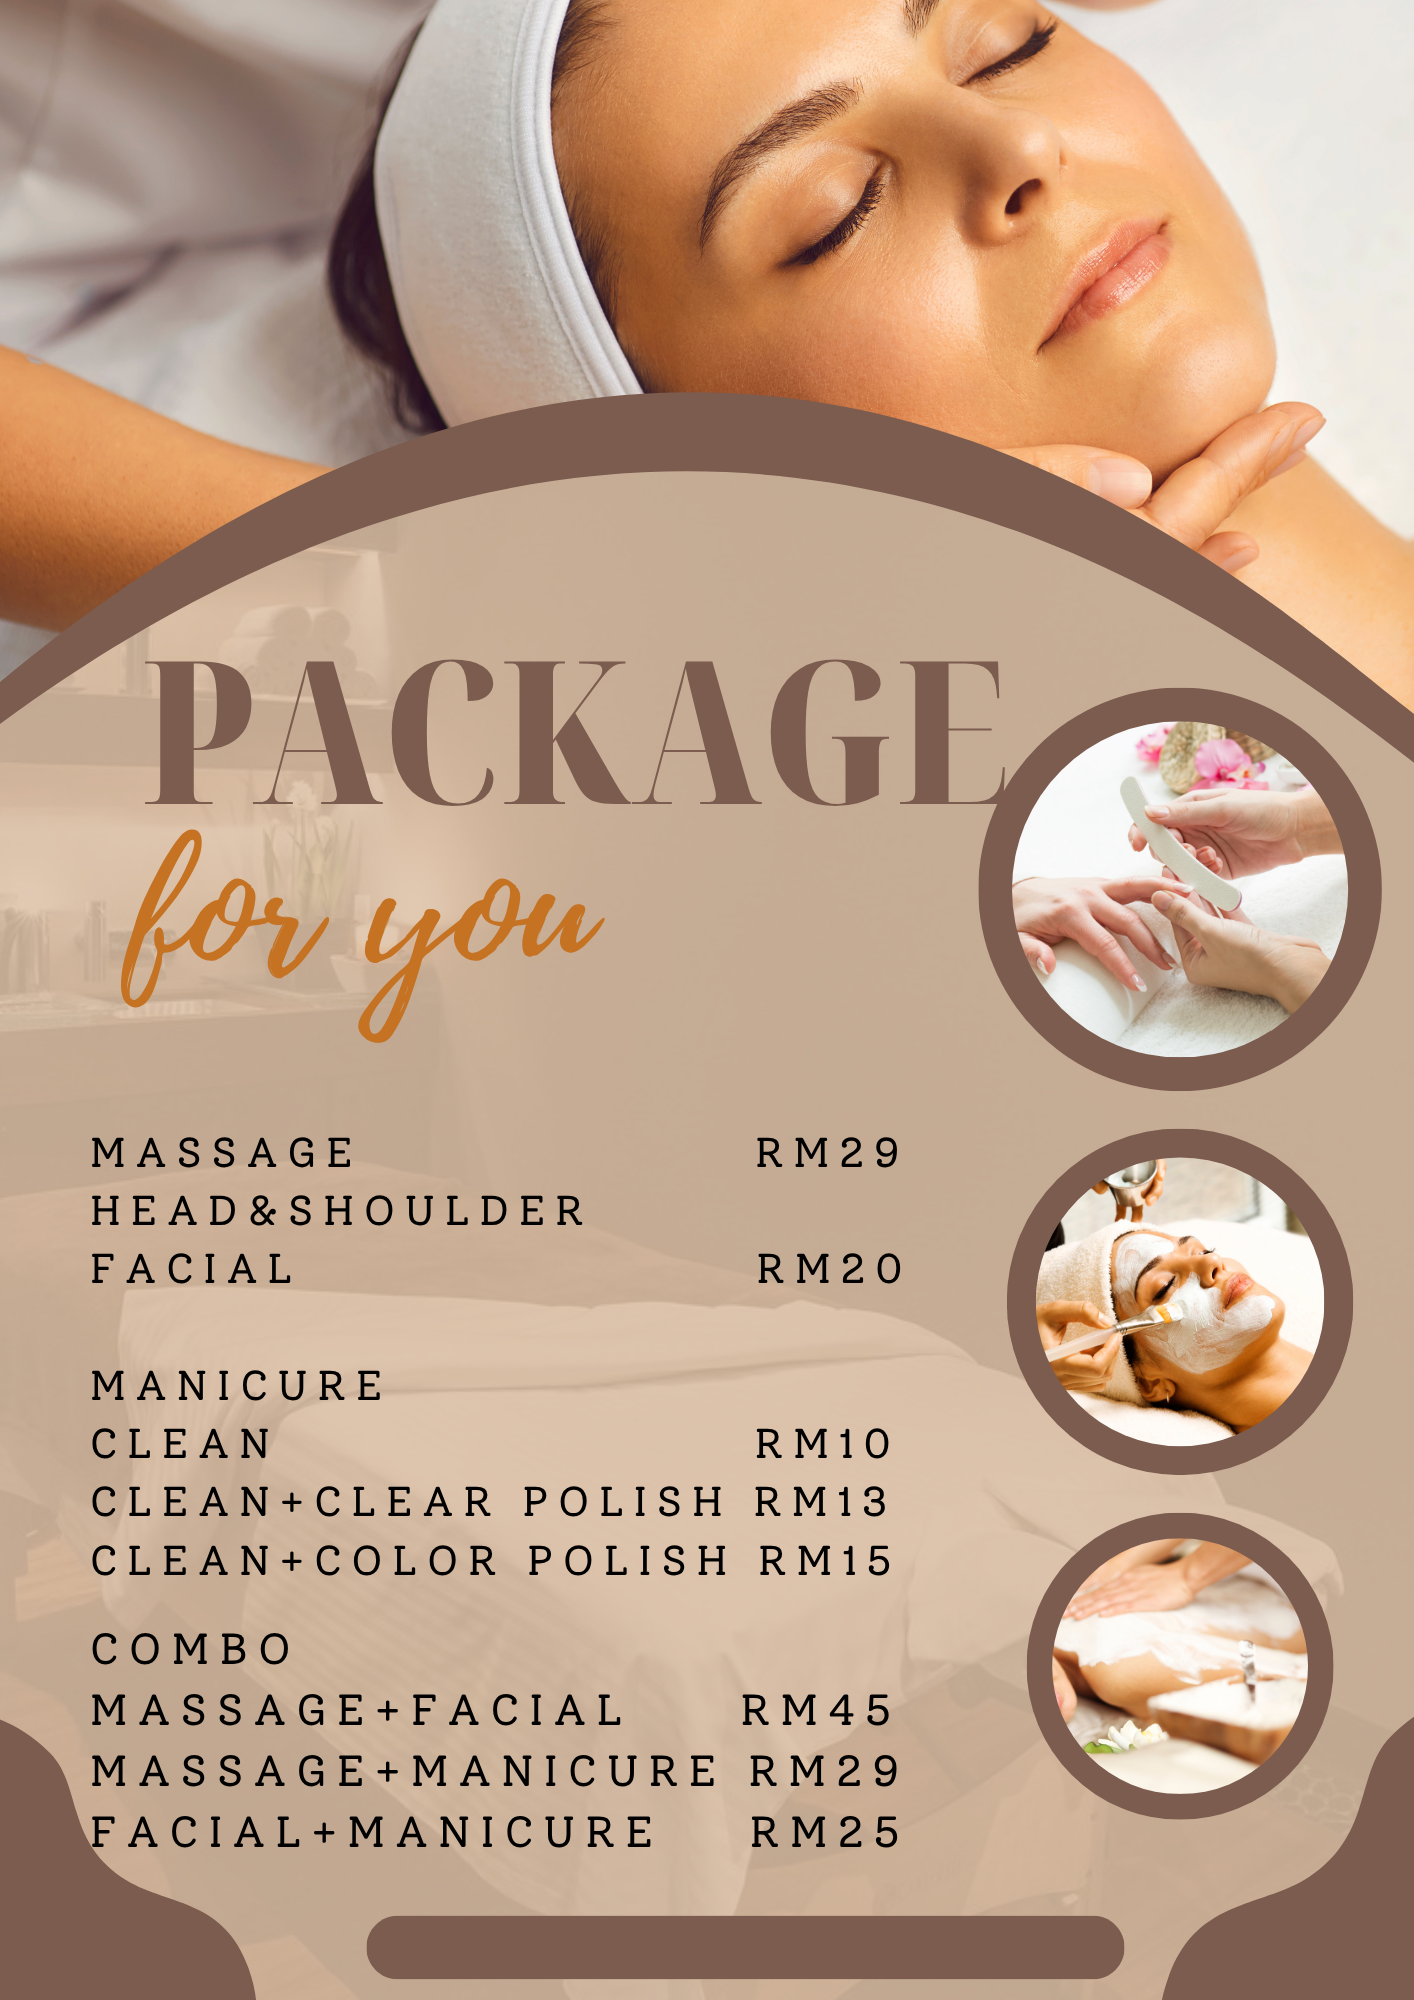 PACKAGE
for you
MASSAGE RM29
HEAD&SHOULDER
FACIAL RM20
MANICURE
CLEAN RM10
CLEAN+CLEAR POLISH RM13
CLEAN+COLOR POLISH RM15
COMBO
MASSAGE+FACIAL RM45
MASSAGE+MANICURE RM29
FACIAL+MANICURE RM25